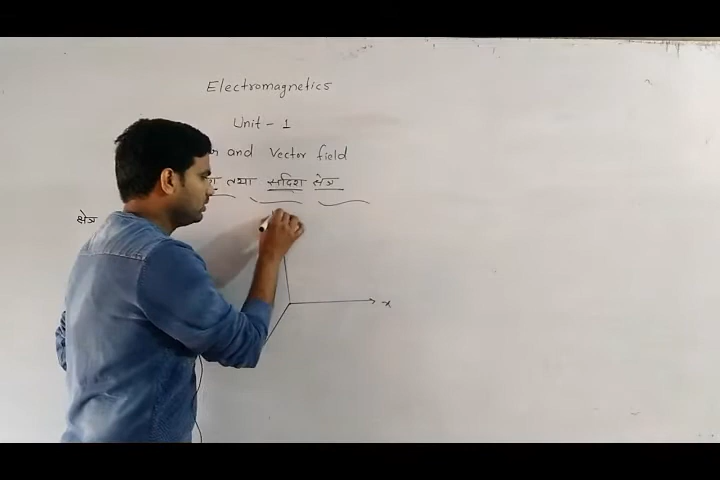 Electromagnetics
Unit - 1
and Vector field
तथा सदिश क्षेत्र
क्षेत्र
x